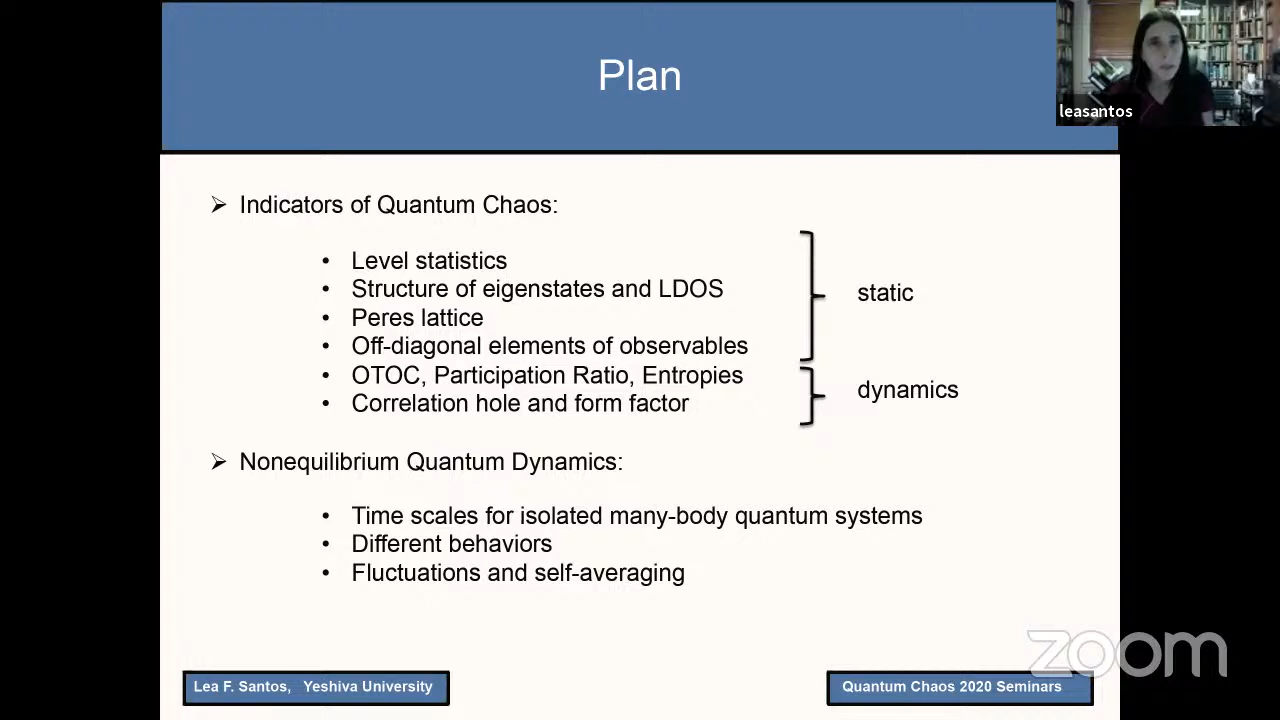 Plan
leasantos
➢ Indicators of Quantum Chaos:
• Level statistics
• Structure of eigenstates and LDOS
• Peres lattice
• Off-diagonal elements of observables
static
• OTOC, Participation Ratio, Entropies
• Correlation hole and form factor
dynamics
➢ Nonequilibrium Quantum Dynamics:
• Time scales for isolated many-body quantum systems
• Different behaviors
• Fluctuations and self-averaging
zoom
Lea F. Santos, Yeshiva University
Quantum Chaos 2020 Seminars